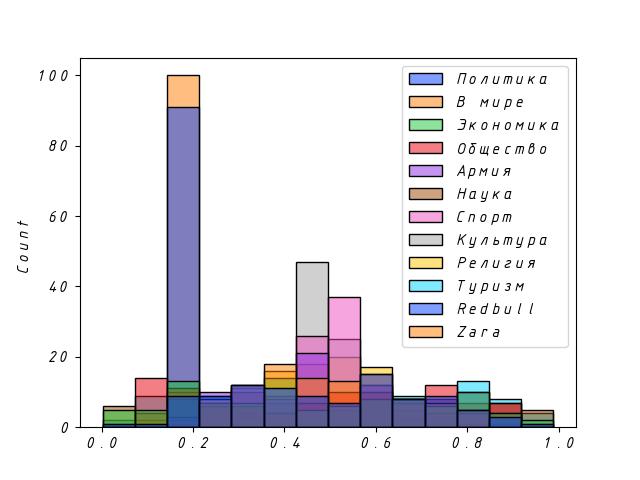 100
80
60
40
20
0
Count
0.0 0.2 0.4 0.6 0.8 1.0
Политика
В мире
Экономика
Общество
Армия
Наука
Спорт
Культура
Религия
Туризм
Redbull
Zara